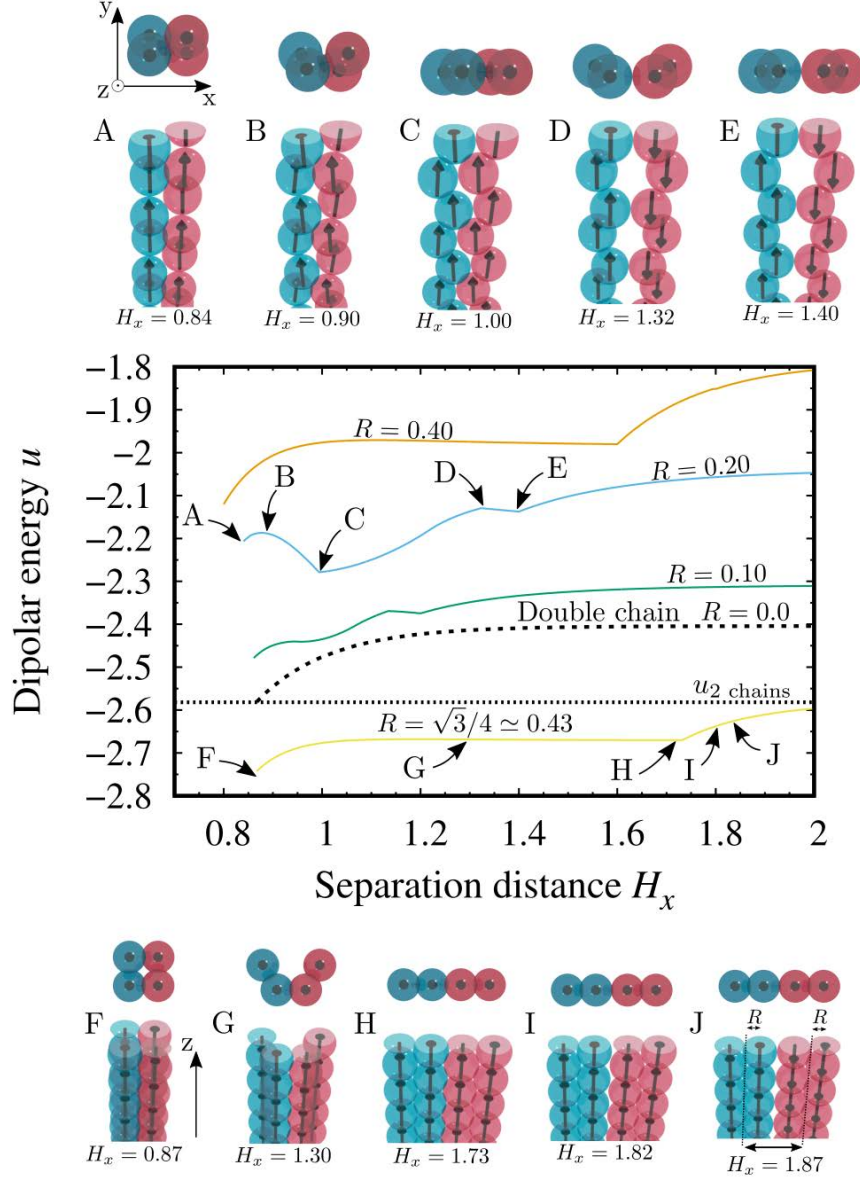 y
z
x
A
B
C
D
E
H_x = 0.84
H_x = 0.90
H_x = 1.00
H_x = 1.32
H_x = 1.40
Dipolar energy u
−1.8
−1.9
−2
−2.1
−2.2
−2.3
−2.4
−2.5
−2.6
−2.7
−2.8
R = 0.40
A
B
C
D
E
R = 0.20
R = 0.10
Double chain R = 0.0
u_2 chains
R = √3/4 ≃ 0.43
F
G
H
I
J
0.8
1
1.2
1.4
1.6
1.8
2
Separation distance H_x
F
G
H
I
J
z
R
R
H_x = 0.87
H_x = 1.30
H_x = 1.73
H_x = 1.82
H_x = 1.87